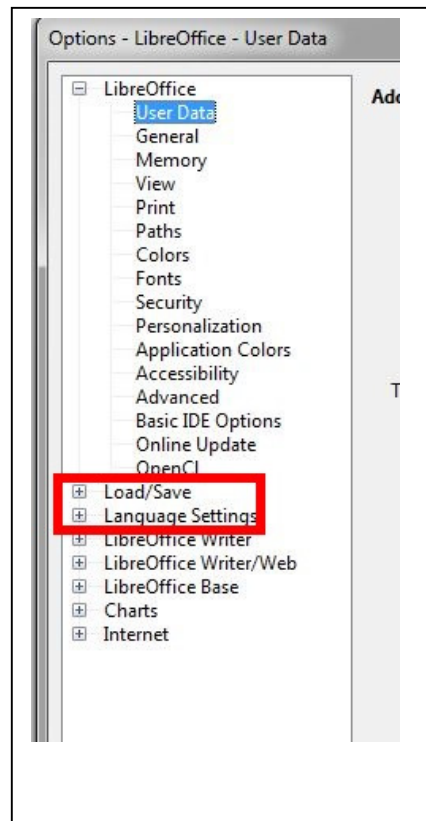 Options - LibreOffice - User Data
LibreOffice
Add
User Data
General
Memory
View
Print
Paths
Colors
Fonts
Security
Personalization
Application Colors
Accessibility
T
Advanced
Basic IDE Options
Online Update
OpenCL
Load/Save
Language Settings
LibreOffice Writer
LibreOffice Writer/Web
LibreOffice Base
Charts
Internet